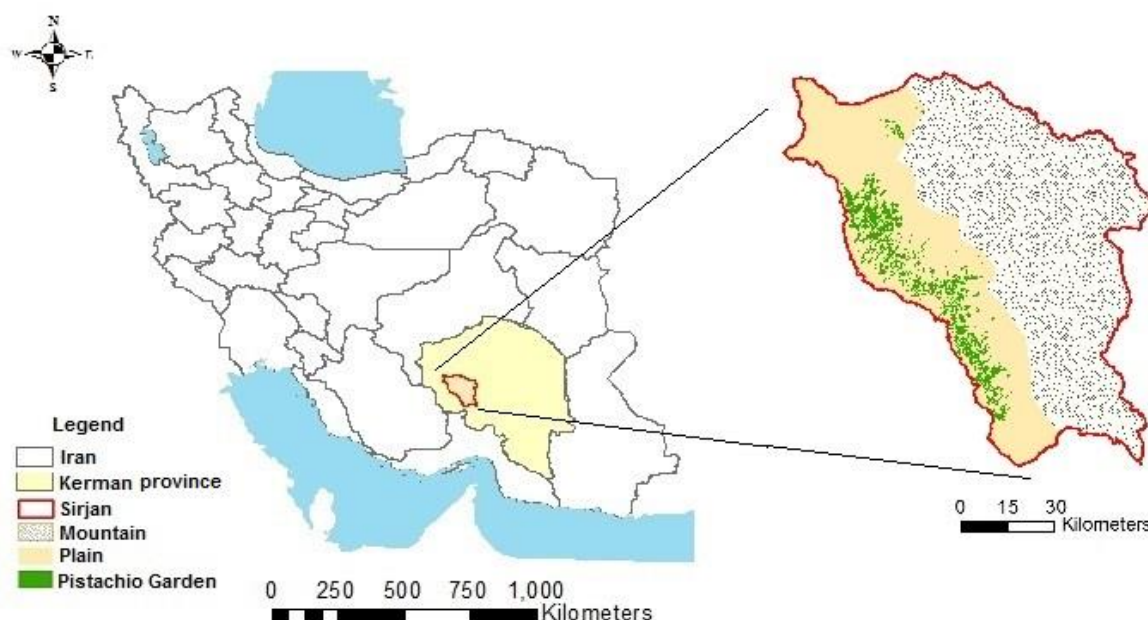 N
W E
S
Legend
Iran
Kerman province
Sirjan
Mountain
Plain
Pistachio Garden
0 250 500 750 1,000
Kilometers
0 15 30
Kilometers